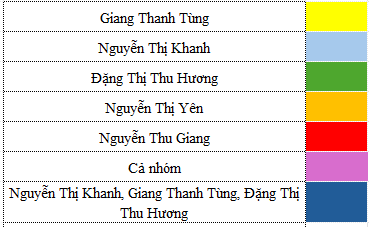 Giang Thanh Tùng
Nguyễn Thị Khanh
Đặng Thị Thu Hương
Nguyễn Thị Yên
Nguyễn Thu Giang
Cả nhóm
Nguyễn Thị Khanh, Giang Thanh Tùng, Đặng Thị
Thu Hương